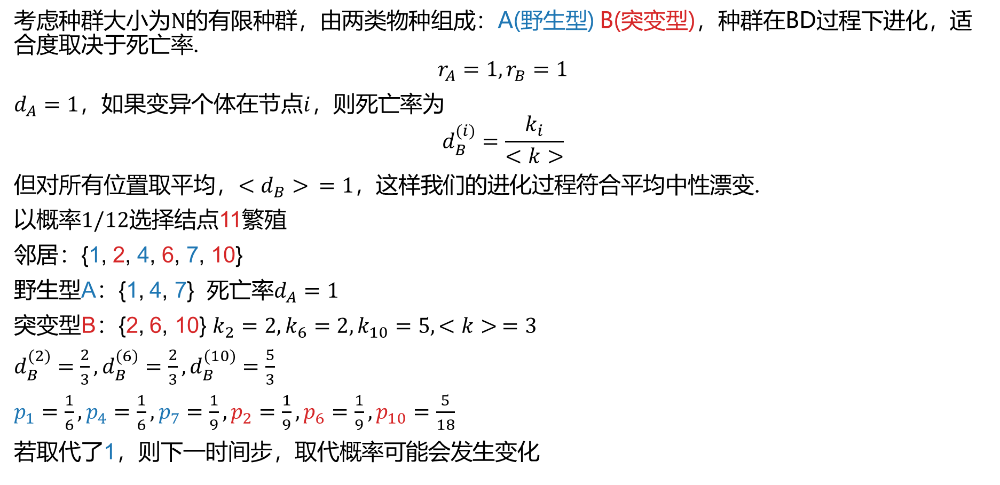 考虑种群大小为N的有限种群，由两类物种组成：A(野生型) B(突变型)，种群在BD过程下进化，适
合度取决于死亡率.
r_A = 1, r_B = 1
d_A = 1，如果变异个体在节点i，则死亡率为
d_B^{(i)} = \frac{k_i}{< k >}
但对所有位置取平均，< d_B > = 1，这样我们的进化过程符合平均中性漂变.
以概率1/12选择结点11繁殖
邻居：{1, 2, 4, 6, 7, 10}
野生型A：{1, 4, 7} 死亡率d_A = 1
突变型B：{2, 6, 10} k_2 = 2, k_6 = 2, k_{10} = 5, < k > = 3
d_B^{(2)} = \frac{2}{3}, d_B^{(6)} = \frac{2}{3}, d_B^{(10)} = \frac{5}{3}
p_1 = \frac{1}{6}, p_4 = \frac{1}{6}, p_7 = \frac{1}{9}, p_2 = \frac{1}{9}, p_6 = \frac{1}{9}, p_{10} = \frac{5}{18}
若取代了1，则下一时间步，取代概率可能会发生变化